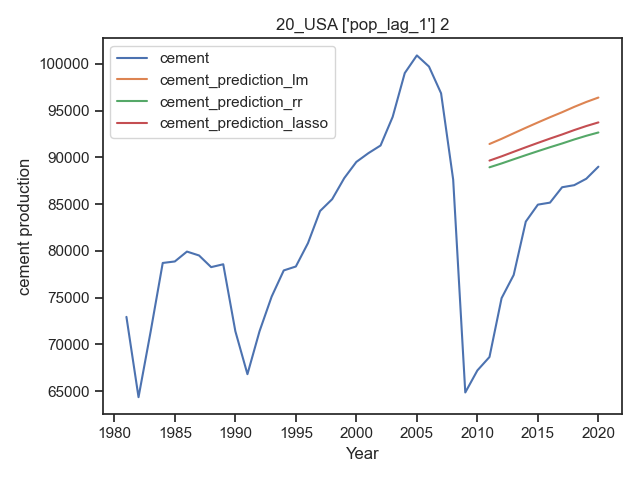 20_USA ['pop_lag_1'] 2
cement
cement_prediction_lm
cement_prediction_rr
cement_prediction_lasso
cement production
100000
95000
90000
85000
80000
75000
70000
65000
1980 1985 1990 1995 2000 2005 2010 2015 2020
Year